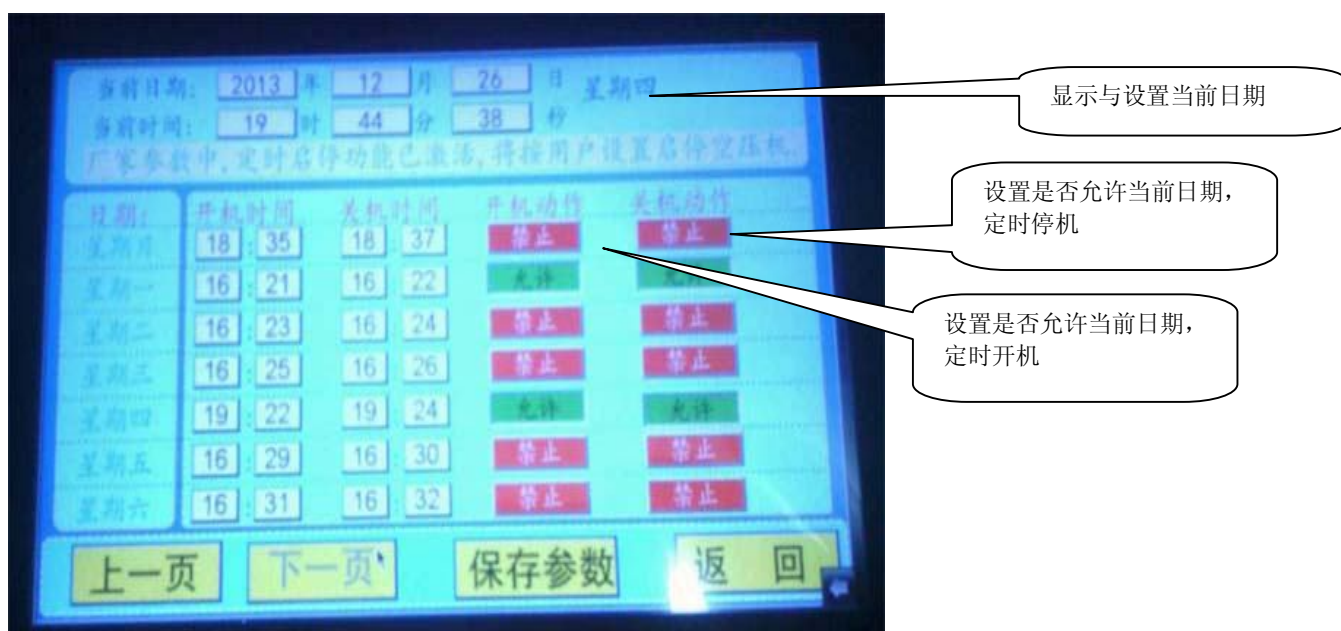 当前日期: 2013 年 12 月 26 日 星期四
当前时间: 19 时 44 分 38 秒
厂家参数中,定时启停功能已激活,将按用户设置启停空压机.
日期: 开机时间 关机时间 开机动作 关机动作
星期月 18 : 35 18 : 37 禁止 禁止
星期一 16 : 21 16 : 22 允许 允许
星期二 16 : 23 16 : 24 禁止 禁止
星期三 16 : 25 16 : 26 禁止 禁止
星期四 19 : 22 19 : 24 允许 允许
星期五 16 : 29 16 : 30 禁止 禁止
星期六 16 : 31 16 : 32 禁止 禁止
上一页 下一页 保存参数 返 回
显示与设置当前日期
设置是否允许当前日期,
定时停机
设置是否允许当前日期,
定时开机